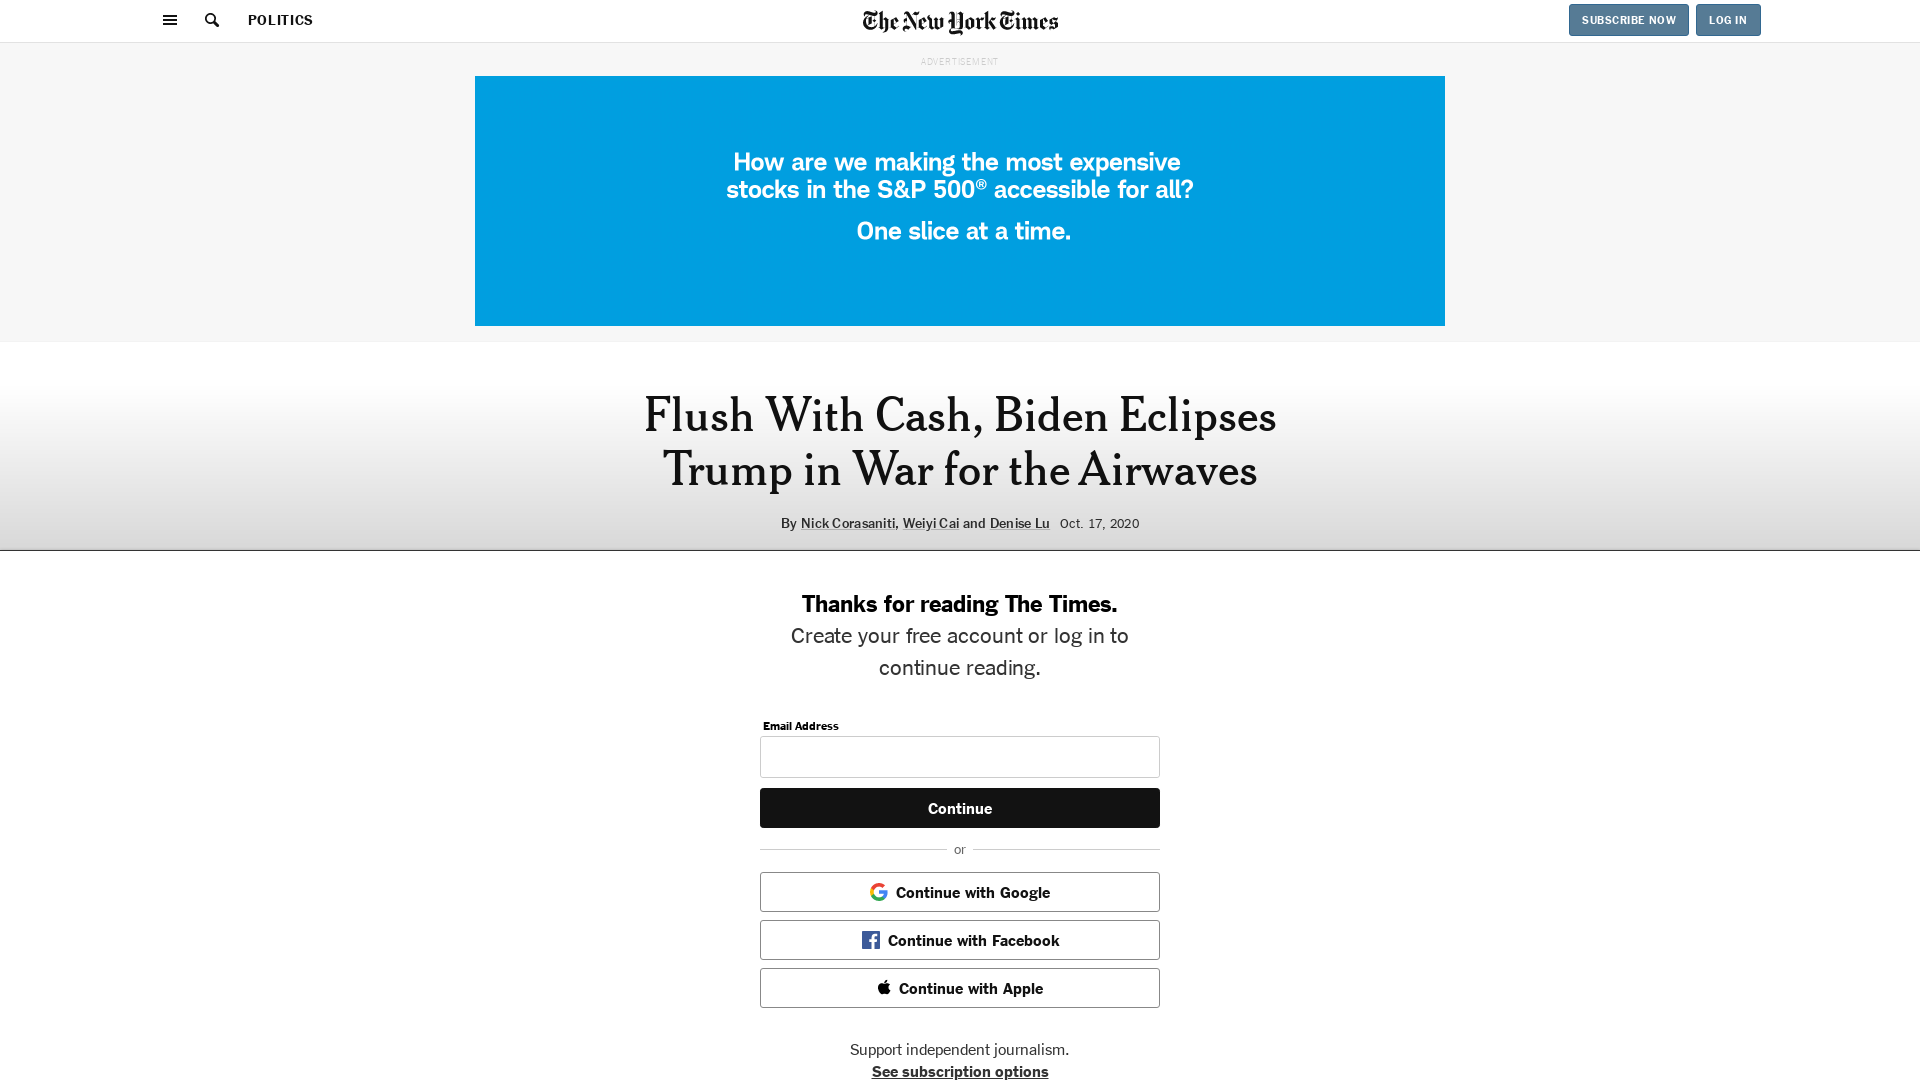 POLITICS
The New York Times
SUBSCRIBE NOW
LOG IN
ADVERTISEMENT
How are we making the most expensive
stocks in the S&P 500® accessible for all?
One slice at a time.
Flush With Cash, Biden Eclipses
Trump in War for the Airwaves
By Nick Corasaniti, Weiyi Cai and Denise Lu Oct. 17, 2020
Thanks for reading The Times.
Create your free account or log in to
continue reading.
Email Address
Continue
or
Continue with Google
Continue with Facebook
Continue with Apple
Support independent journalism.
See subscription options